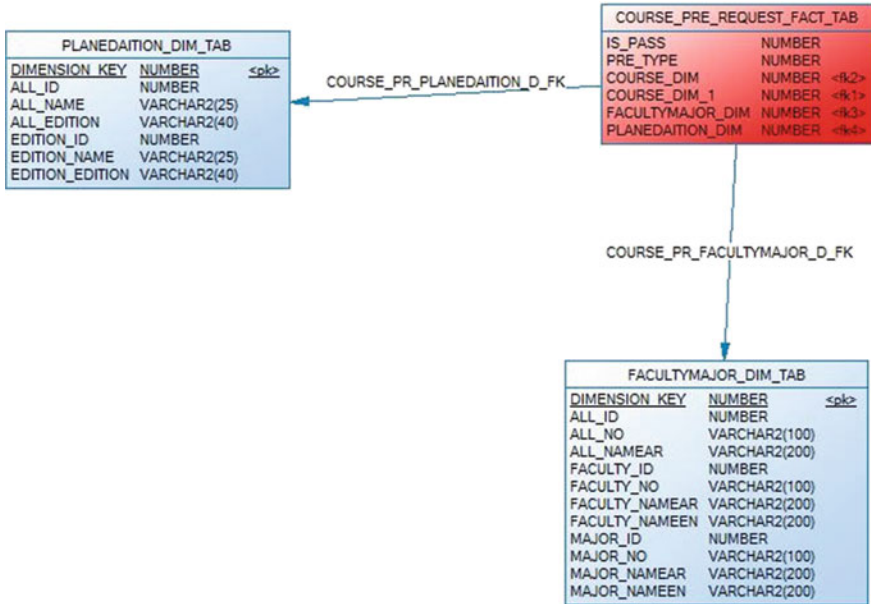 PLANEDAITION_DIM_TAB
DIMENSION_KEY NUMBER <pk>
ALL_ID NUMBER
ALL_NAME VARCHAR2(25)
ALL_EDITION VARCHAR2(40)
EDITION_ID NUMBER
EDITION_NAME VARCHAR2(25)
EDITION_EDITION VARCHAR2(40)
COURSE_PR_PLANEDAITION_D_FK
COURSE_PRE_REQUEST_FACT_TAB
IS_PASS NUMBER
PRE_TYPE NUMBER
COURSE_DIM NUMBER <fk2>
COURSE_DIM_1 NUMBER <fk1>
FACULTYMAJOR_DIM NUMBER <fk3>
PLANEDAITION_DIM NUMBER <fk4>
COURSE_PR_FACULTYMAJOR_D_FK
FACULTYMAJOR_DIM_TAB
DIMENSION_KEY NUMBER <pk>
ALL_ID NUMBER
ALL_NO VARCHAR2(100)
ALL_NAMEAR VARCHAR2(200)
FACULTY_ID NUMBER
FACULTY_NO VARCHAR2(100)
FACULTY_NAMEAR VARCHAR2(200)
FACULTY_NAMEEN VARCHAR2(200)
MAJOR_ID NUMBER
MAJOR_NO VARCHAR2(100)
MAJOR_NAMEAR VARCHAR2(200)
MAJOR_NAMEEN VARCHAR2(200)